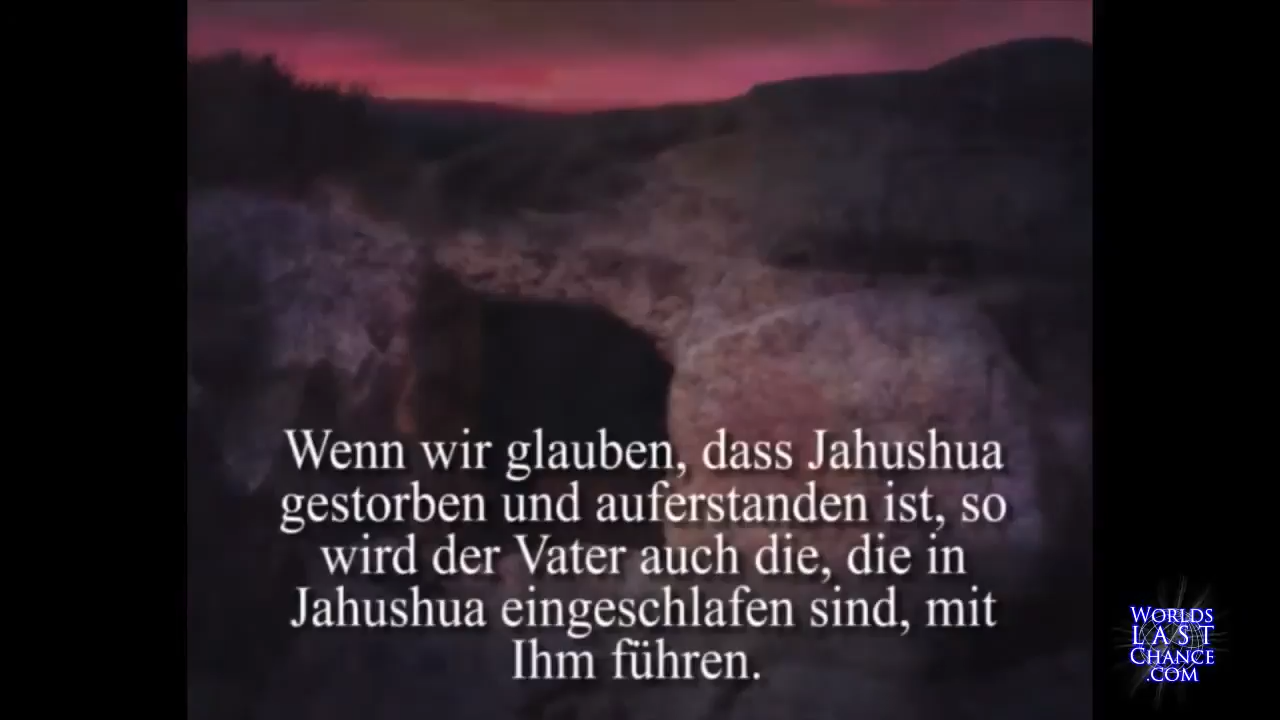 Wenn wir glauben, dass Jahushua
gestorben und auferstanden ist, so
wird der Vater auch die, die in
Jahushua eingeschlafen sind, mit
Ihm führen.
WORLDS
LAST
CHANCE
.COM